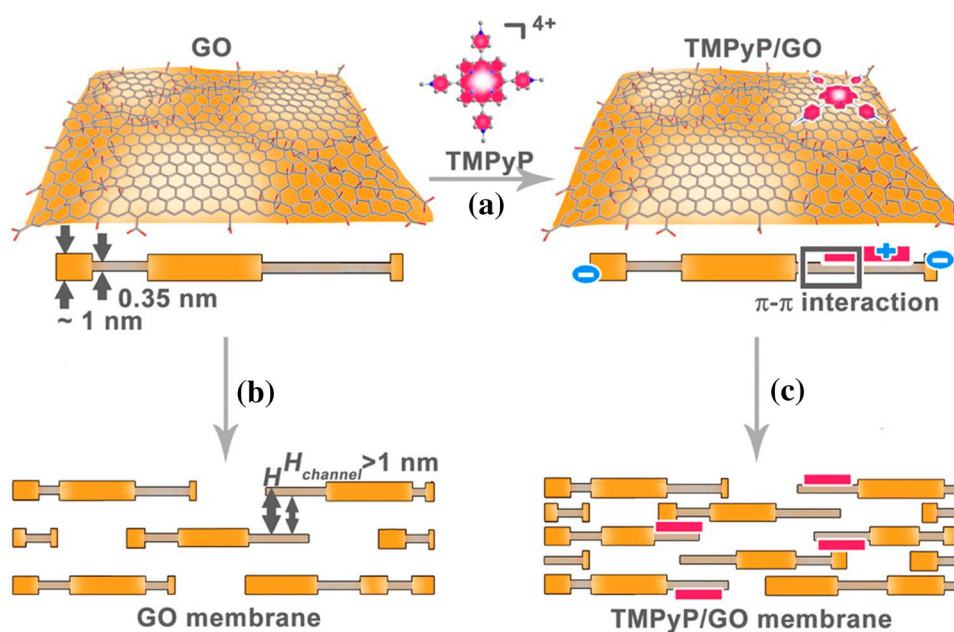 GO
4+
TMPyP/GO
TMPyP
(a)
0.35 nm
~ 1 nm
− + −
π-π interaction
(b)
(c)
H Hchannel>1 nm
GO membrane
TMPyP/GO membrane